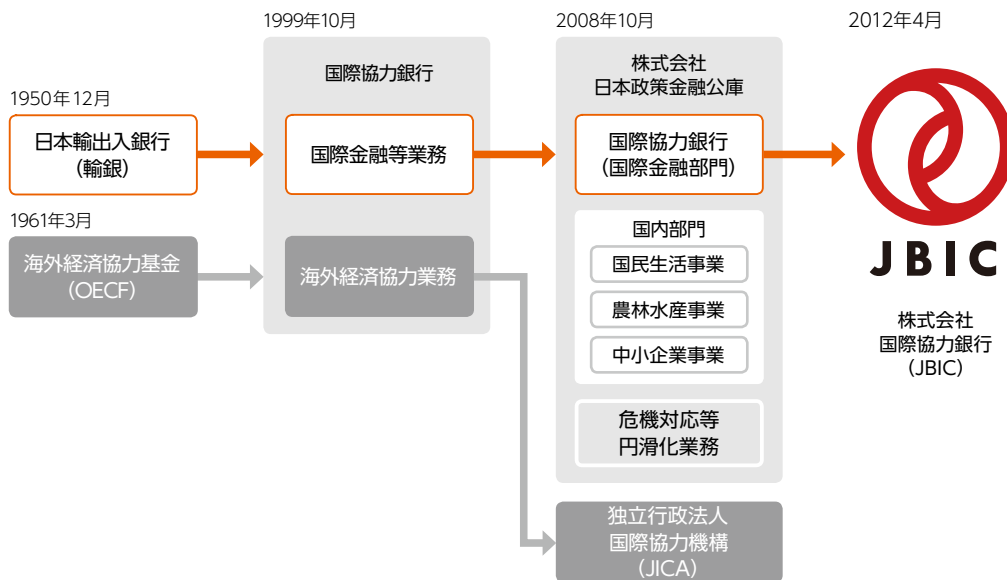 1950年12月
日本輸出入銀行
(輸銀)
1961年3月
海外経済協力基金
(OECF)
1999年10月
国際協力銀行
国際金融等業務
海外経済協力業務
2008年10月
株式会社
日本政策金融公庫
国際協力銀行
(国際金融部門)
国内部門
国民生活事業
農林水産事業
中小企業事業
危機対応等
円滑化業務
独立行政法人
国際協力機構
(JICA)
2012年4月
JBIC
株式会社
国際協力銀行
(JBIC)